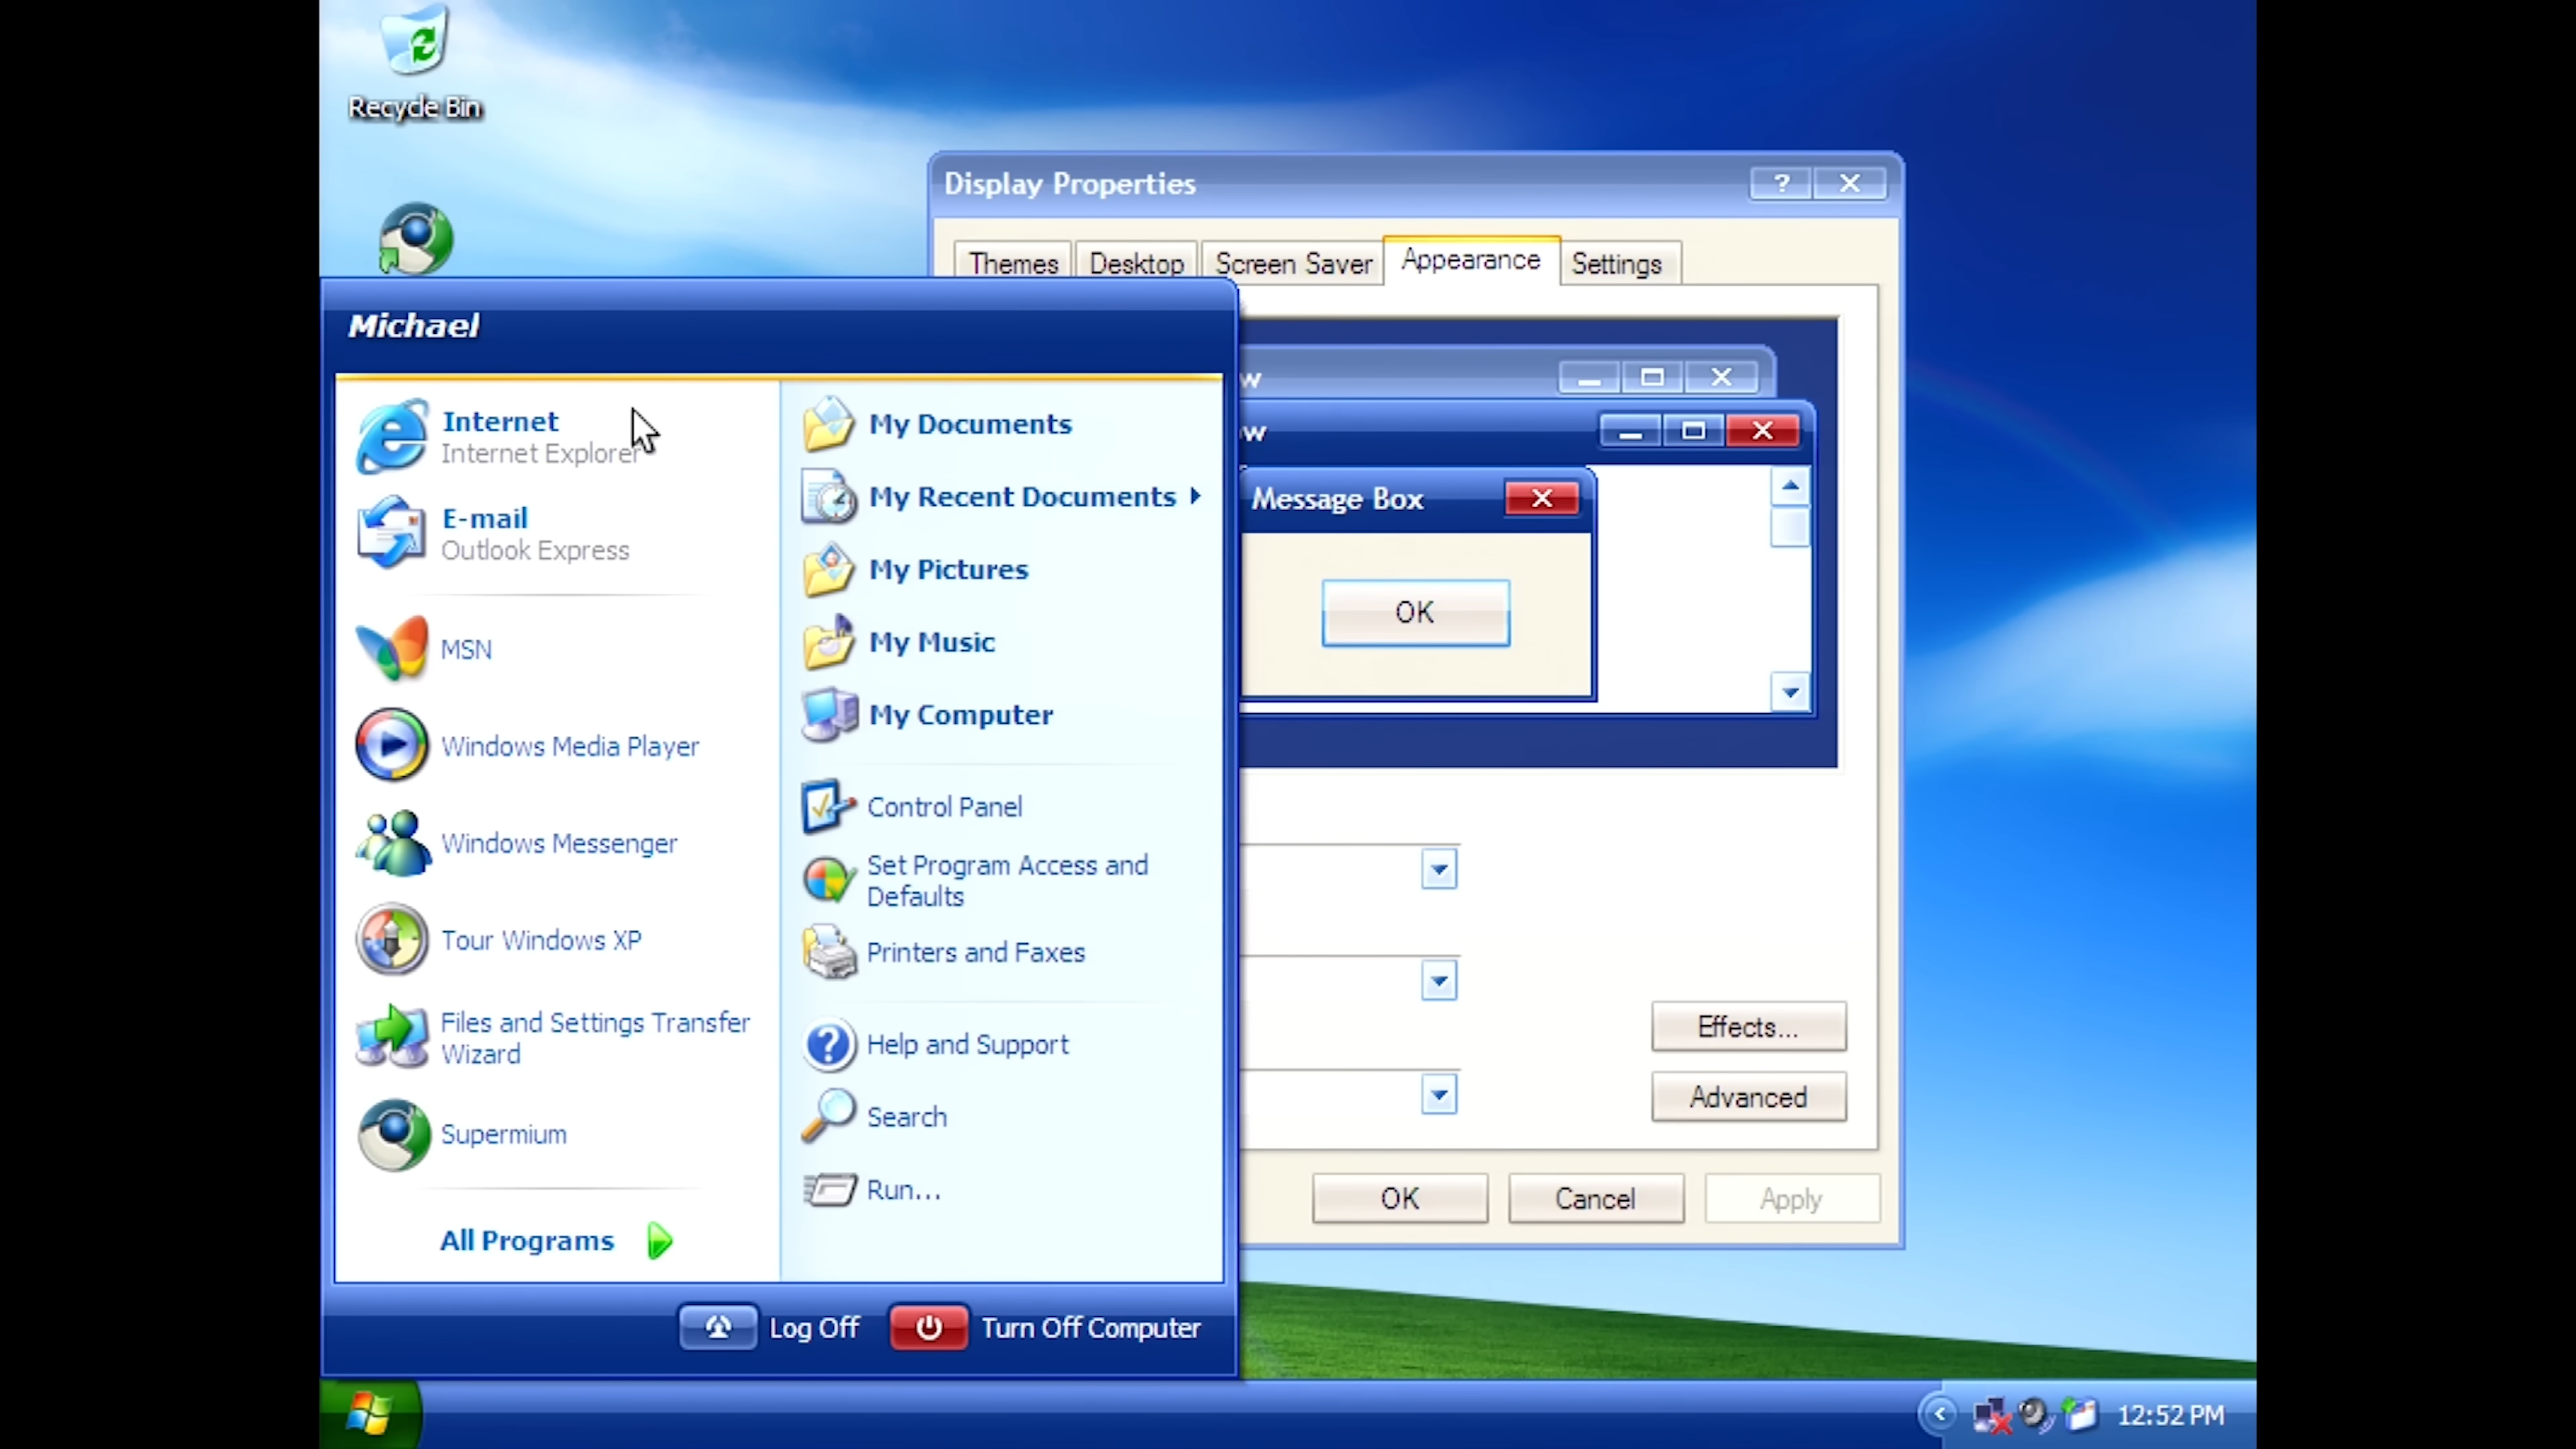 Recycle Bin
Display Properties
?
Themes
Desktop
Screen Saver
Appearance
Settings
Michael
Internet
Internet Explorer
E-mail
Outlook Express
MSN
Windows Media Player
Windows Messenger
Tour Windows XP
Files and Settings Transfer
Wizard
Supermium
All Programs
My Documents
My Recent Documents
My Pictures
My Music
My Computer
Control Panel
Set Program Access and
Defaults
Printers and Faxes
Help and Support
Search
Run...
Log Off
Turn Off Computer
w
w
Message Box
OK
Effects...
Advanced
OK
Cancel
Apply
12:52 PM